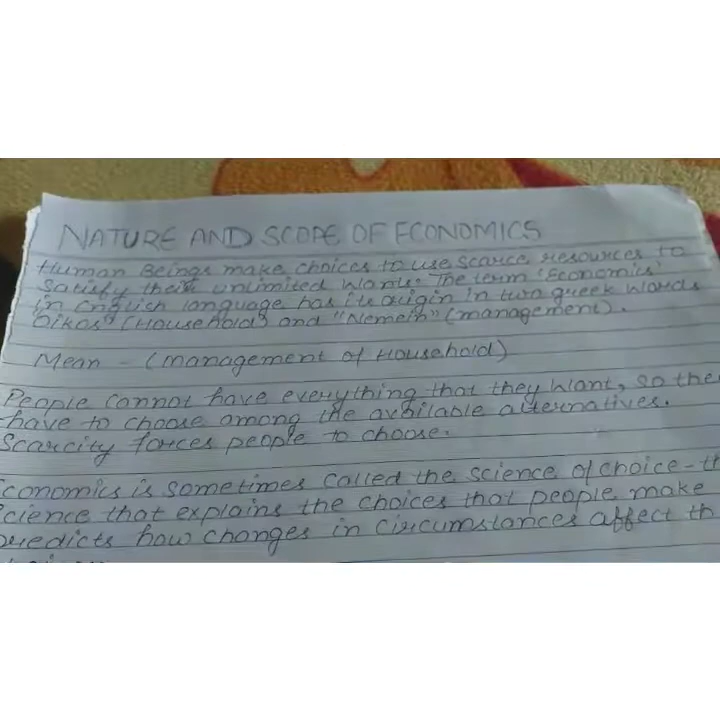 NATURE AND SCOPE OF ECONOMICS
Human Beings make choices to use scarce resources to
satisfy their unlimited wants. The term 'Economics'
in English language has its origin in two greek words
"Oikos" (Household) and "Nemein" (management).
Mean - (management of Household)
People cannot have everything that they want, so the
have to choose among the available alternatives.
Scarcity forces people to choose.
Economics is sometimes called the science of choice - th
science that explains the choices that people make
predicts how changes in circumstances affect th